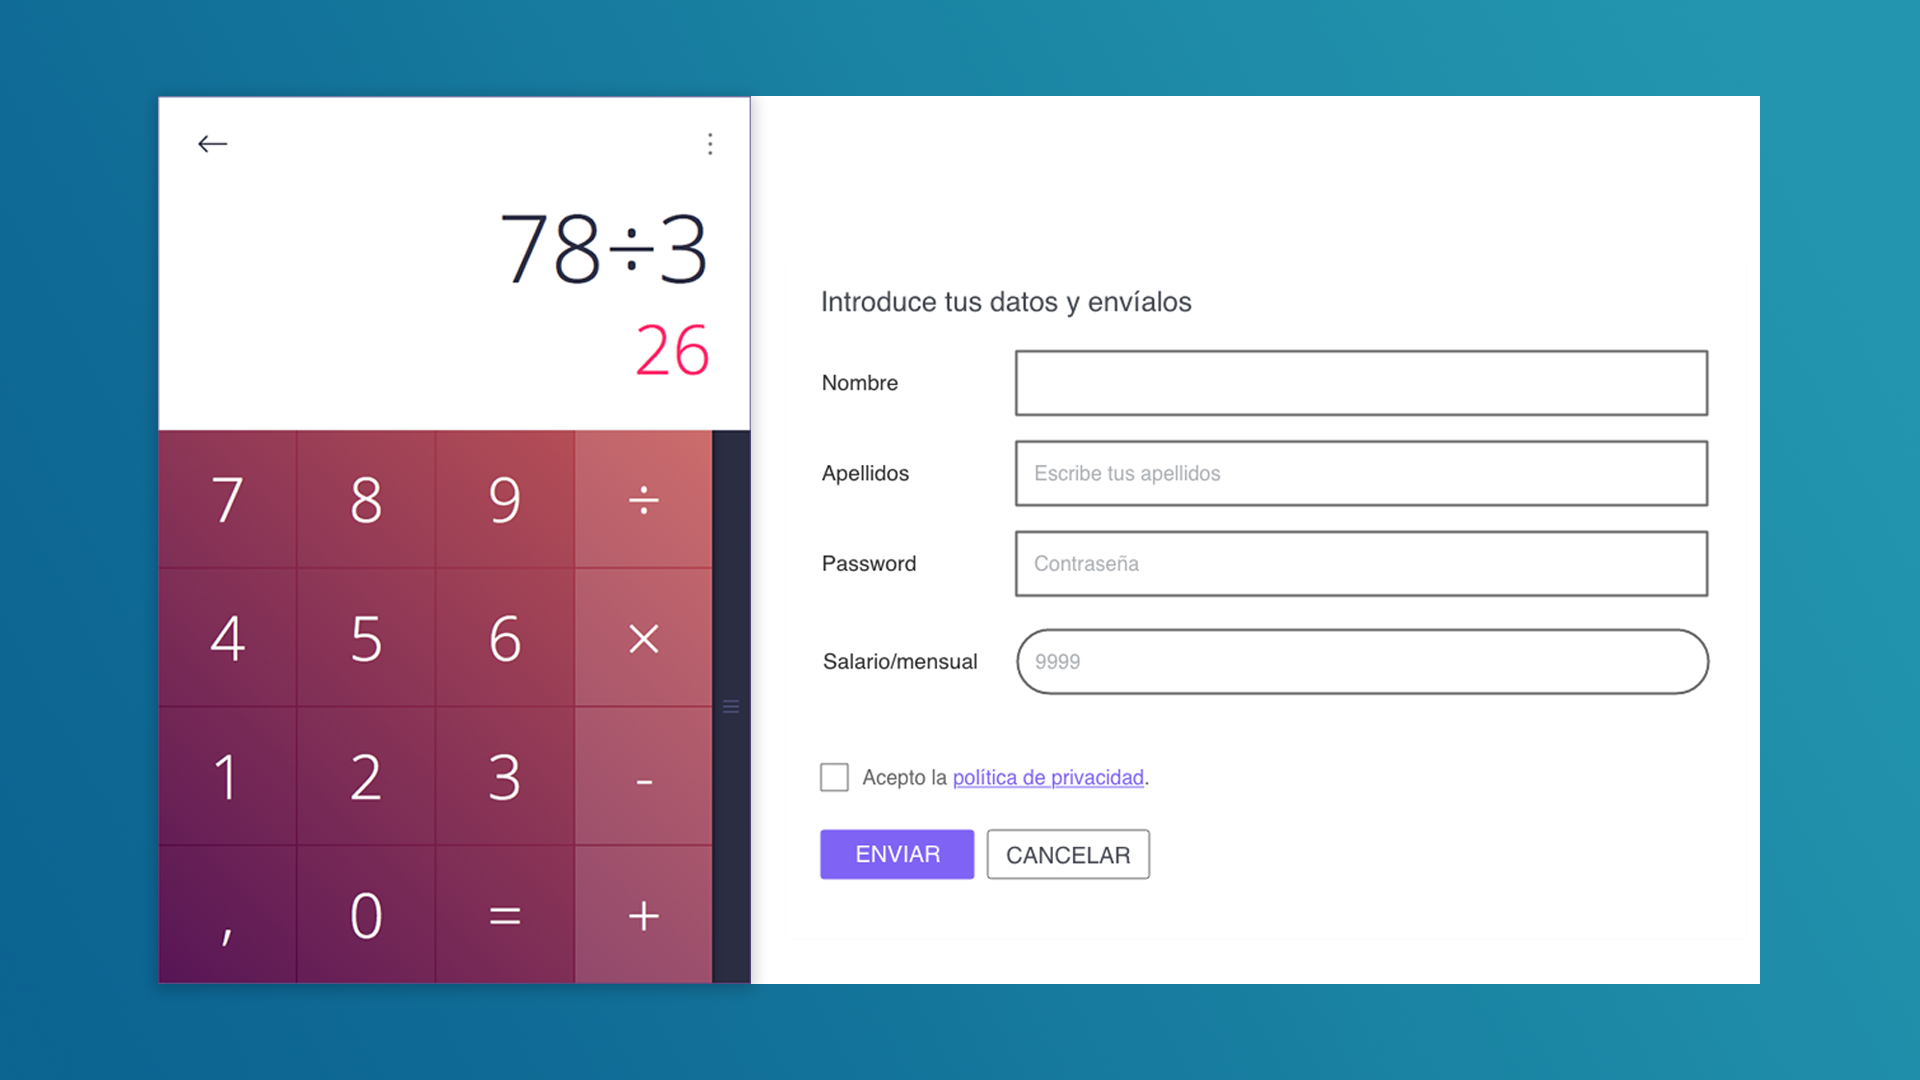 78÷3
26
7 8 9 ÷
4 5 6 ×
1 2 3 -
, 0 = +
Introduce tus datos y envíalos
Nombre
Apellidos Escribe tus apellidos
Password Contraseña
Salario/mensual 9999
Acepto la política de privacidad.
ENVIAR CANCELAR